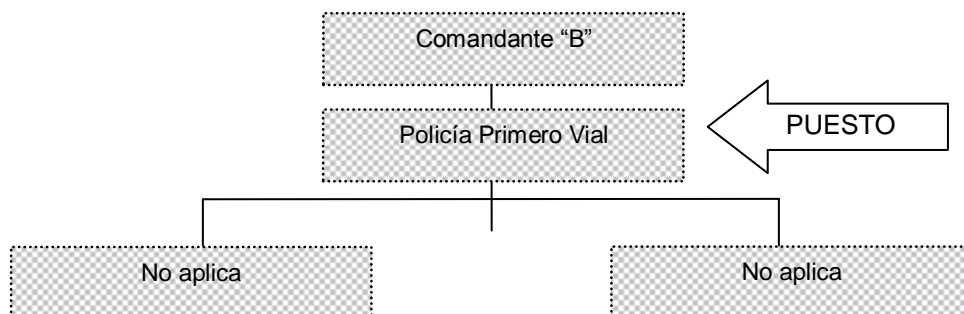 Comandante “B”
Policía Primero Vial
PUESTO
No aplica
No aplica